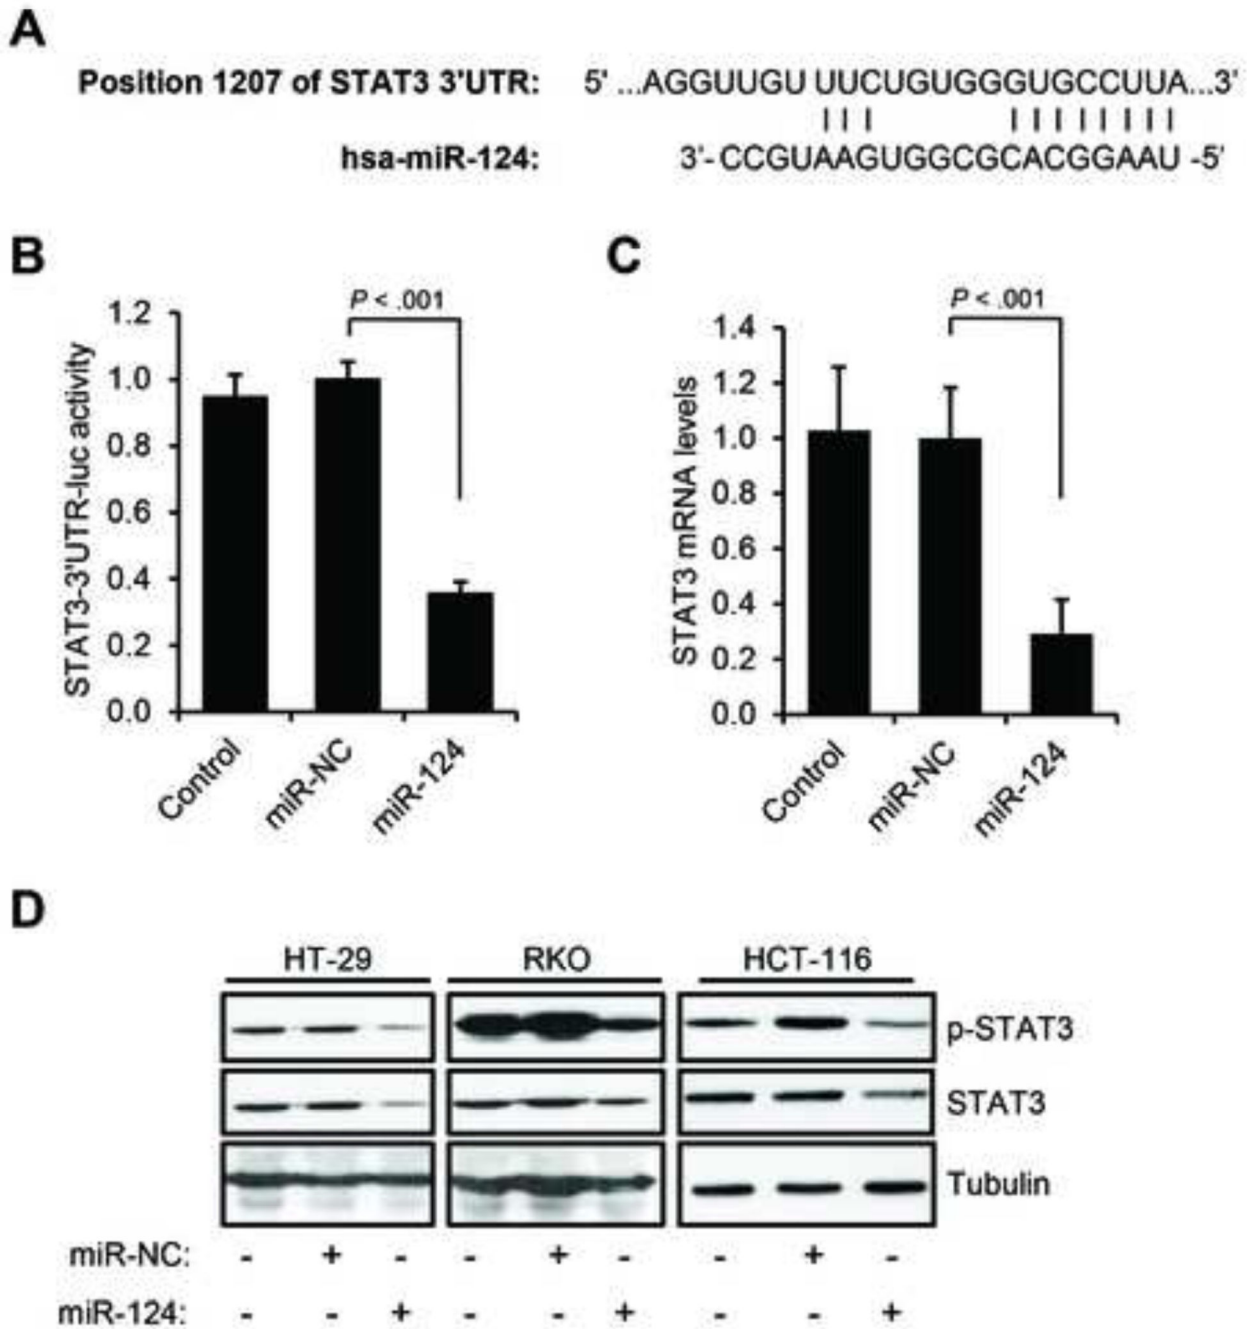 A
Position 1207 of STAT3 3'UTR: 5' ...AGGUUGU UUCUGUGGGUGCCUUA...3'
hsa-miR-124: 3'-CCGUAAGUGGCGCACGGAAU -5'
B
P < .001
STAT3-3'UTR-luc activity
1.2
1.0
0.8
0.6
0.4
0.2
0.0
Control
miR-NC
miR-124
C
P < .001
STAT3 mRNA levels
1.4
1.2
1.0
0.8
0.6
0.4
0.2
0.0
Control
miR-NC
miR-124
D
HT-29 RKO HCT-116
p-STAT3
STAT3
Tubulin
miR-NC: - + - - + - - + -
miR-124: - - + - - + - - +